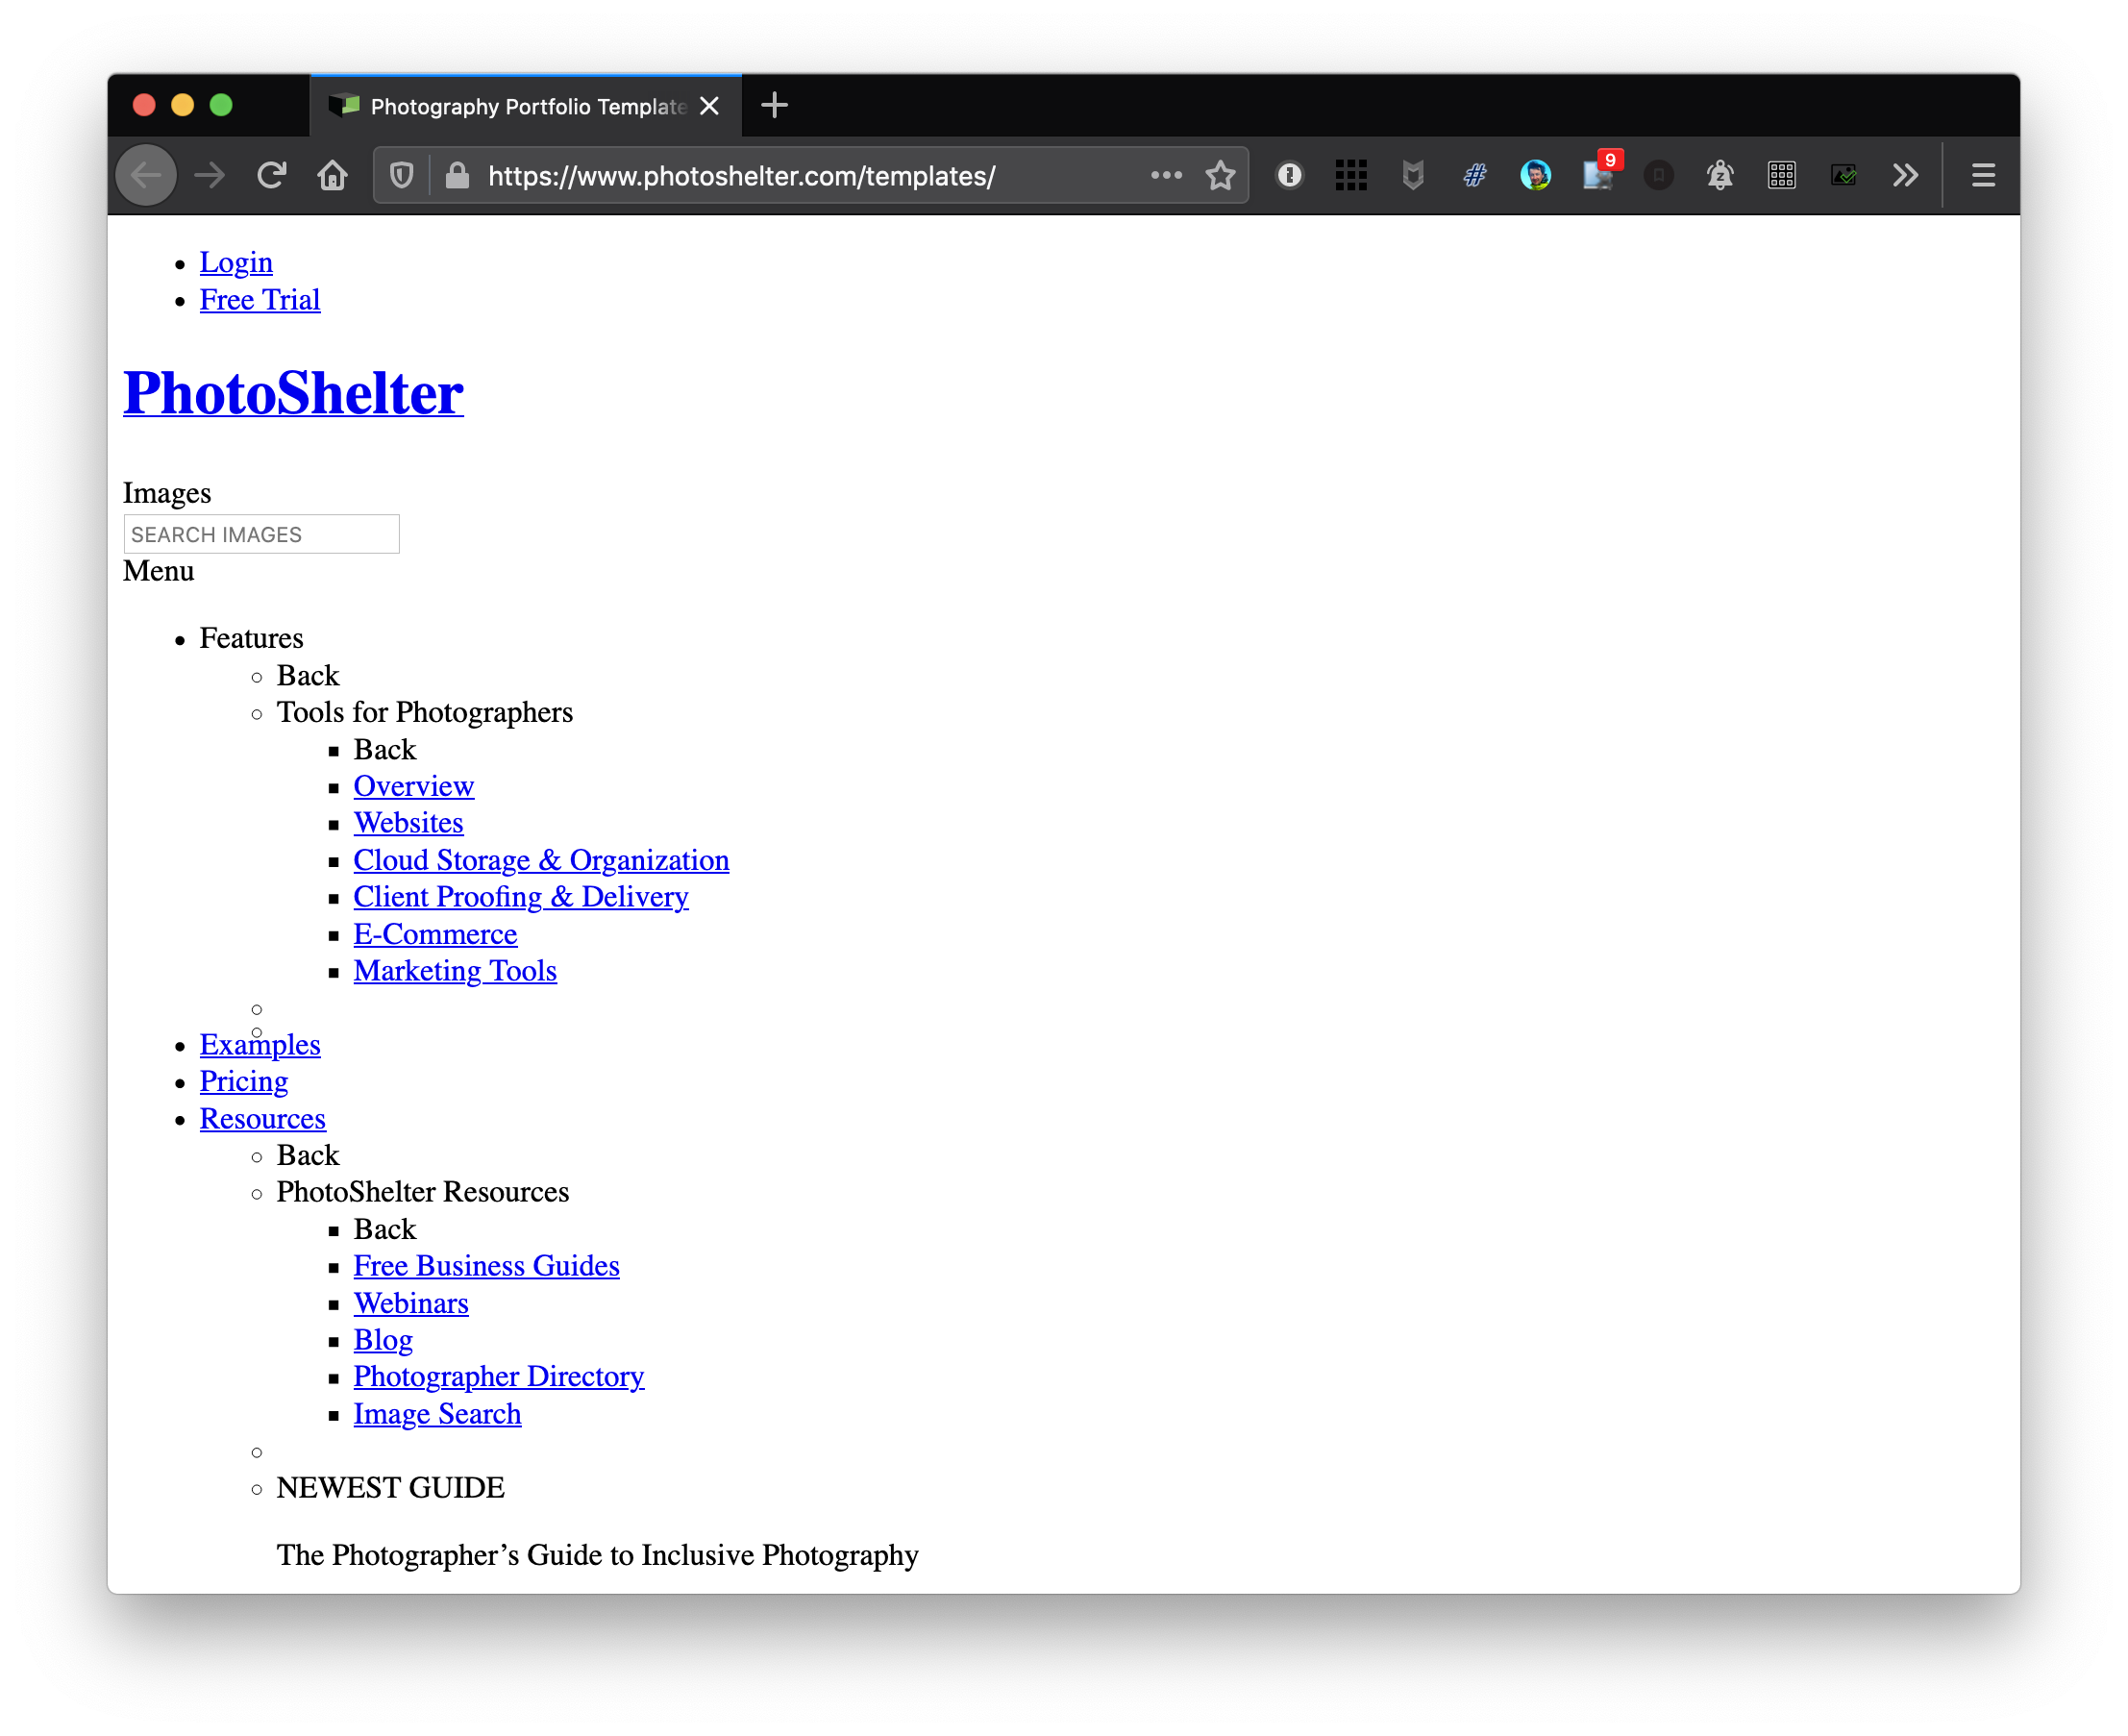 Photography Portfolio Template
https://www.photoshelter.com/templates/
9
Login
Free Trial
PhotoShelter
Images
SEARCH IMAGES
Menu
Features
Back
Tools for Photographers
Back
Overview
Websites
Cloud Storage & Organization
Client Proofing & Delivery
E-Commerce
Marketing Tools
Examples
Pricing
Resources
Back
PhotoShelter Resources
Back
Free Business Guides
Webinars
Blog
Photographer Directory
Image Search
NEWEST GUIDE
The Photographer’s Guide to Inclusive Photography